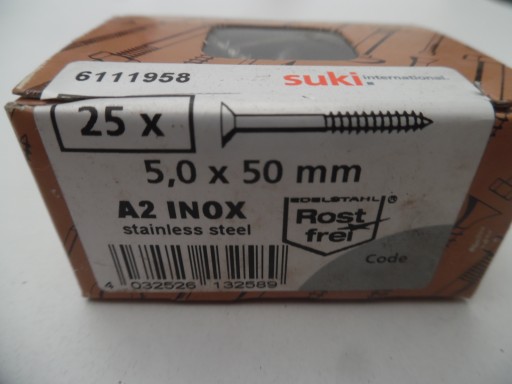 6111958
suki international.
25 x
5,0 x 50 mm
A2 INOX
stainless steel
EDELSTAHL ®
Rost
frei
Code
4 032526 132589